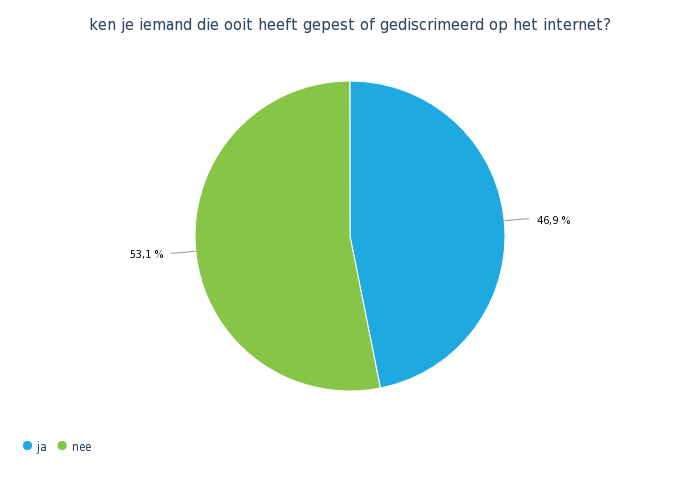 ken je iemand die ooit heeft gepest of gediscrimeerd op het internet?
46,9 %
53,1 %
ja nee